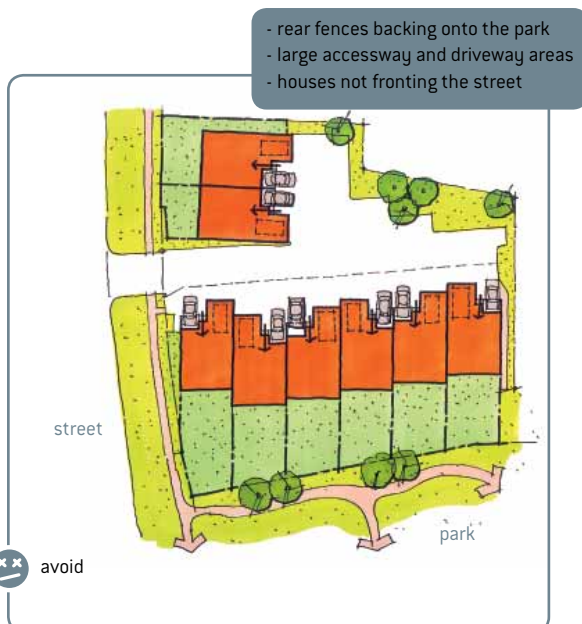 - rear fences backing onto the park
- large accessway and driveway areas
- houses not fronting the street
street
park
avoid